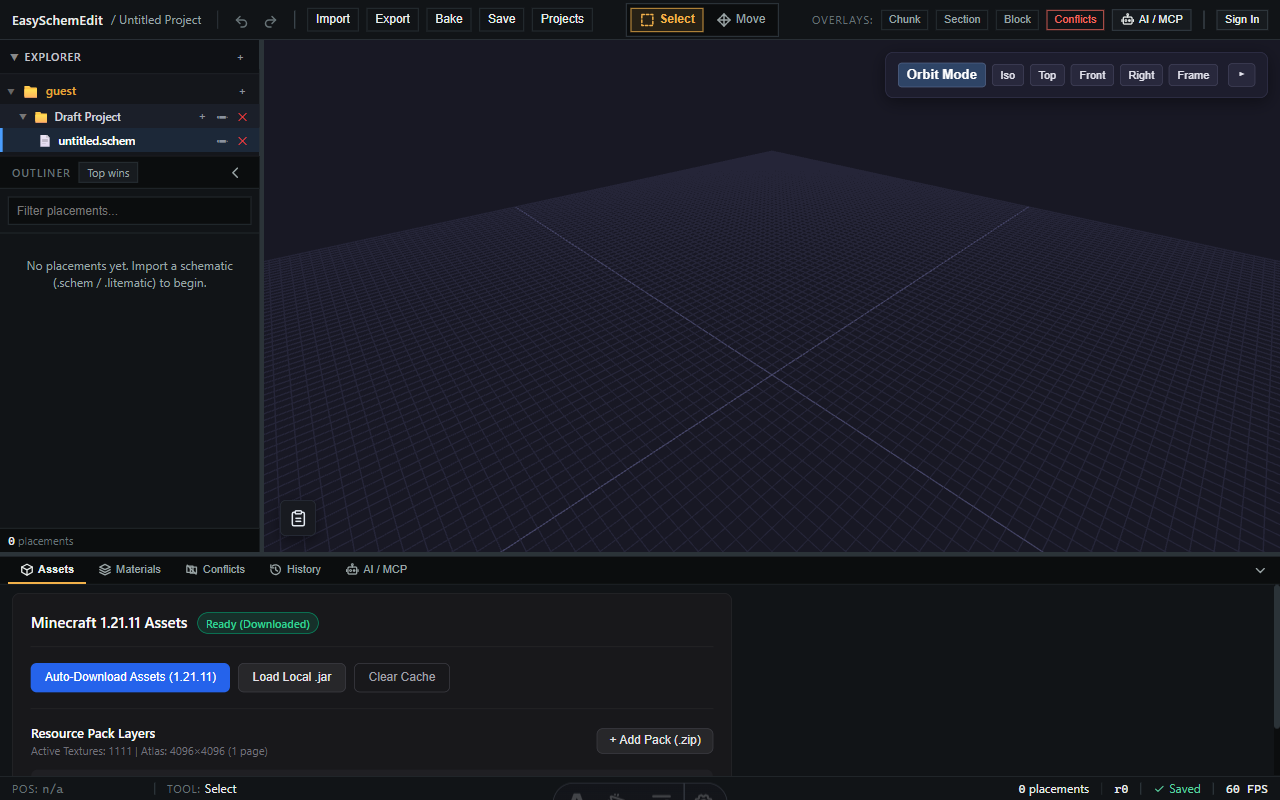 EasySchemEdit / Untitled Project
Import Export Bake Save Projects
Select Move
OVERLAYS: Chunk Section Block Conflicts AI / MCP Sign In
EXPLORER +
guest +
Draft Project +
untitled.schem
OUTLINER Top wins
Filter placements...
No placements yet. Import a schematic
(.schem / .litematic) to begin.
0 placements
Orbit Mode Iso Top Front Right Frame
Assets Materials Conflicts History AI / MCP
Minecraft 1.21.11 Assets Ready (Downloaded)
Auto-Download Assets (1.21.11) Load Local .jar Clear Cache
Resource Pack Layers
Active Textures: 1111 | Atlas: 4096×4096 (1 page)
+ Add Pack (.zip)
POS: n/a TOOL: Select 0 placements r0 ✓ Saved 60 FPS